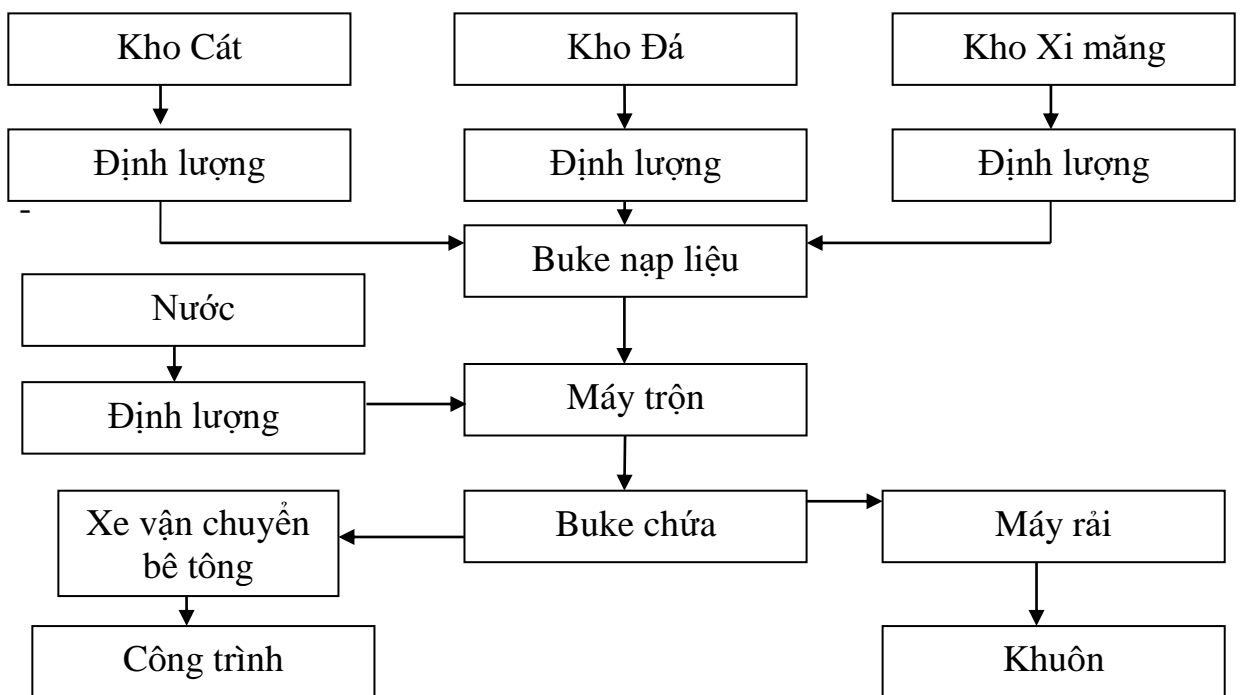 Kho Cát
Kho Đá
Kho Xi măng
Định lượng
Định lượng
Định lượng
-
Buke nạp liệu
Nước
Định lượng
Máy trộn
Xe vận chuyển
bê tông
Buke chứa
Máy rải
Công trình
Khuôn